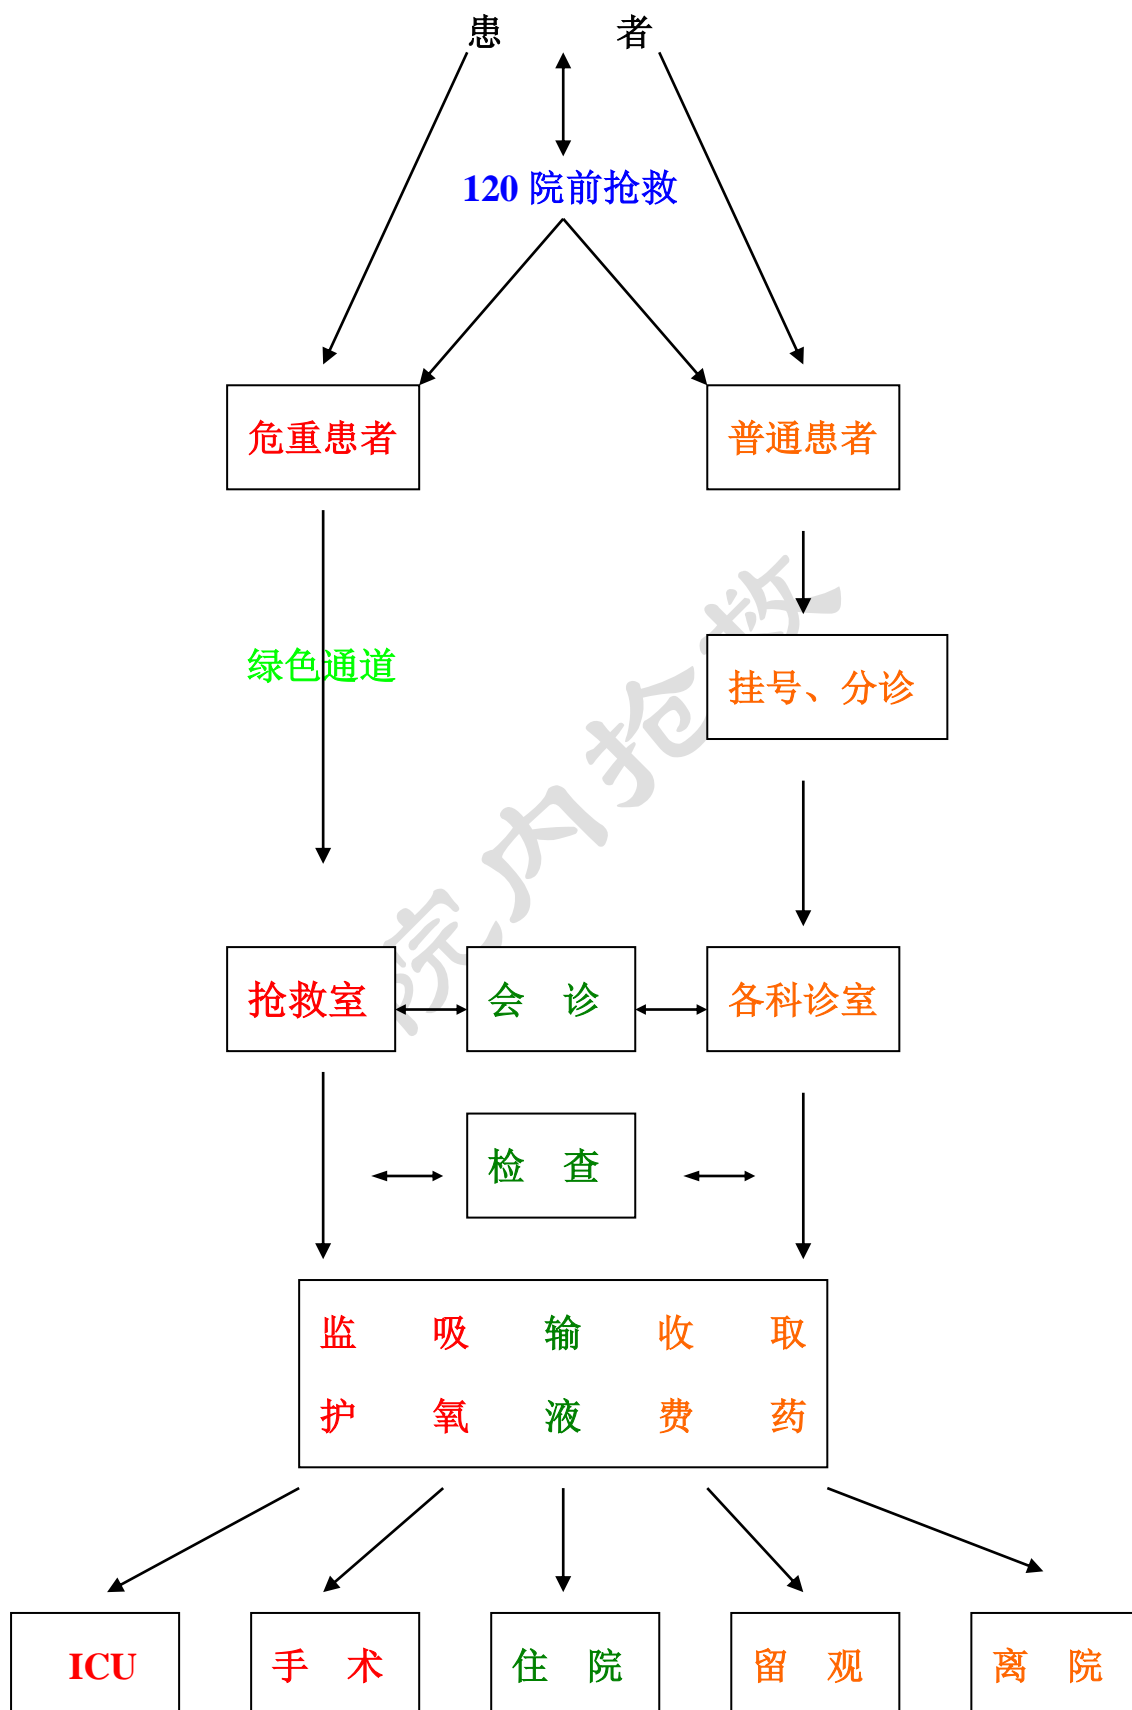 患 者
120 院前抢救
危重患者 普通患者
绿色通道
挂号、分诊
院内抢救
抢救室 会 诊 各科诊室
检 查
监 吸 输 收 取
护 氧 液 费 药
ICU 手 术 住 院 留 观 离 院